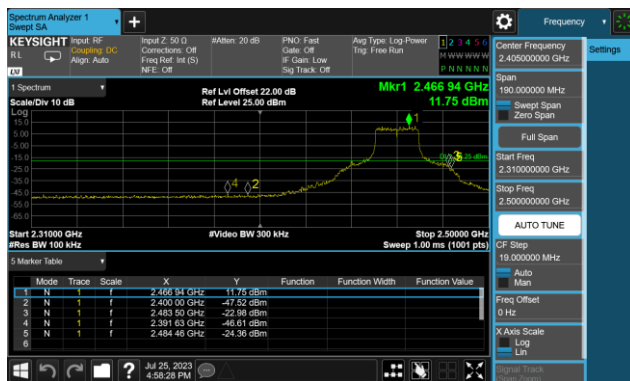 Spectrum Analyzer 1
Swept SA
Frequency
KEYSIGHT
RL
LXI
Input: RF
Coupling: DC
Align: Auto
Input Z: 50 Ω
Corrections: Off
Freq Ref: Int (S)
NFE: Off
#Atten: 20 dB
PNO: Fast
Gate: Off
IF Gain: Low
Sig Track: Off
Avg Type: Log-Power
Trig: Free Run
1 2 3 4 5 6
M W W W W W
P N N N N N
Center Frequency
2.405000000 GHz
Settings
Span
190.000000 MHz
Swept Span
Zero Span
Full Span
Start Freq
2.310000000 GHz
Stop Freq
2.500000000 GHz
AUTO TUNE
CF Step
19.000000 MHz
Auto
Man
Freq Offset
0 Hz
X Axis Scale
Log
Lin
Signal Track
(Span Zoom)
1 Spectrum
Scale/Div 10 dB
Ref Lvl Offset 22.00 dB
Ref Level 25.00 dBm
Mkr1 2.466 94 GHz
11.75 dBm
Log
15.0
5.00
-5.00
-15.0
-25.0
-35.0
-45.0
-55.0
-65.0
1
4
2
Start 2.31000 GHz
#Res BW 100 kHz
#Video BW 300 kHz
Stop 2.50000 GHz
Sweep 1.00 ms (1001 pts)
5 Marker Table
Mode Trace Scale X Y Function Function Width Function Value
1 N 1 f 2.466 94 GHz 11.75 dBm
2 N 1 f 2.400 00 GHz -47.52 dBm
3 N 1 f 2.483 50 GHz -22.98 dBm
4 N 1 f 2.391 63 GHz -46.61 dBm
5 N 1 f 2.484 46 GHz -24.36 dBm
6
Jul 25, 2023
4:58:28 PM